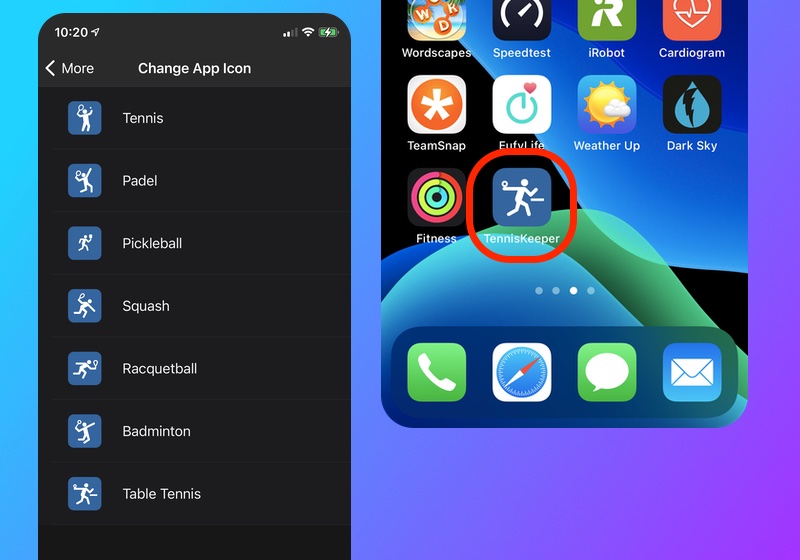 10:20
More
Change App Icon
Tennis
Padel
Pickleball
Squash
Racquetball
Badminton
Table Tennis
W
O
R
D
Wordscapes
Speedtest
iRobot
Cardiogram
TeamSnap
EufyLife
Weather Up
Dark Sky
Fitness
TennisKeeper